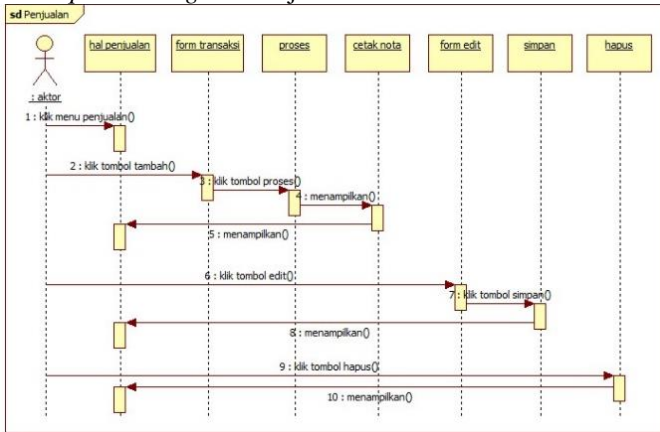 sd Penjualan
hal penjualan
form transaksi
proses
cetak nota
form edit
simpan
hapus
: aktor
1 : klik menu penjualan()
2 : klik tombol tambah()
3 : klik tombol proses()
4 : menampilkan()
5 : menampilkan()
6 : klik tombol edit()
7 : klik tombol simpan()
8 : menampilkan()
9 : klik tombol hapus()
10 : menampilkan()